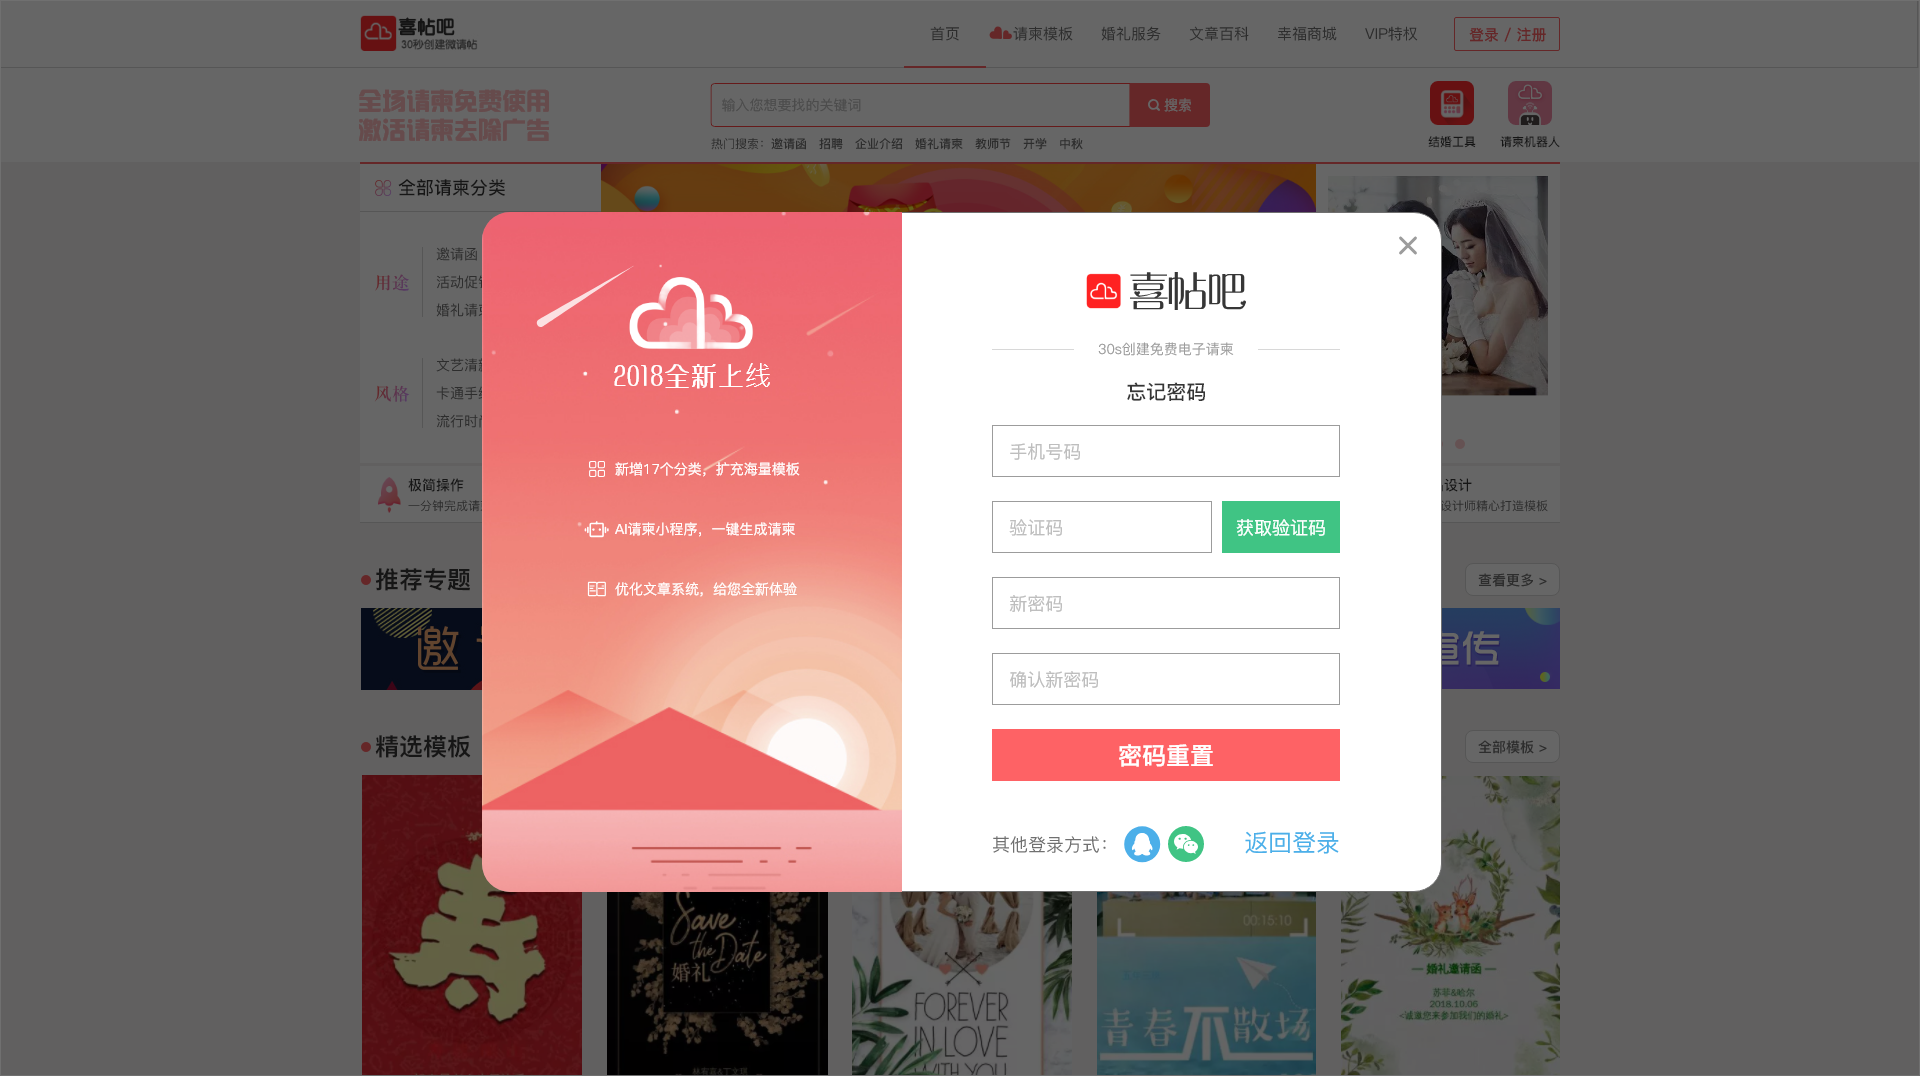 喜帖吧
30秒创建微请帖
首页
请柬模板
婚礼服务
文章百科
幸福商城
VIP特权
登录 / 注册
全场请柬免费使用
激活请柬去除广告
输入您想要找的关键词
搜索
热门搜索：邀请函 招聘 企业介绍 婚礼请柬 教师节 开学 中秋
结婚工具
请柬机器人
全部请柬分类
用途
邀请函
活动促
婚礼请
风格
文艺清
卡通手
流行时
极简操作
一分钟完成请
设计
设计师精心打造模板
2018全新上线
新增17个分类，扩充海量模板
AI请柬小程序，一键生成请柬
优化文章系统，给您全新体验
喜帖吧
30s创建免费电子请柬
忘记密码
手机号码
验证码
获取验证码
新密码
确认新密码
密码重置
其他登录方式：
返回登录
推荐专题
查看更多 >
邀
宣传
精选模板
全部模板 >
寿
Save
the Date
婚礼
FOREVER
IN LOVE
WITH YOU
00:15:10
青春不散场
婚礼邀请函
苏菲&哈尔
2018.10.06
<诚邀您来参加我们的婚礼>